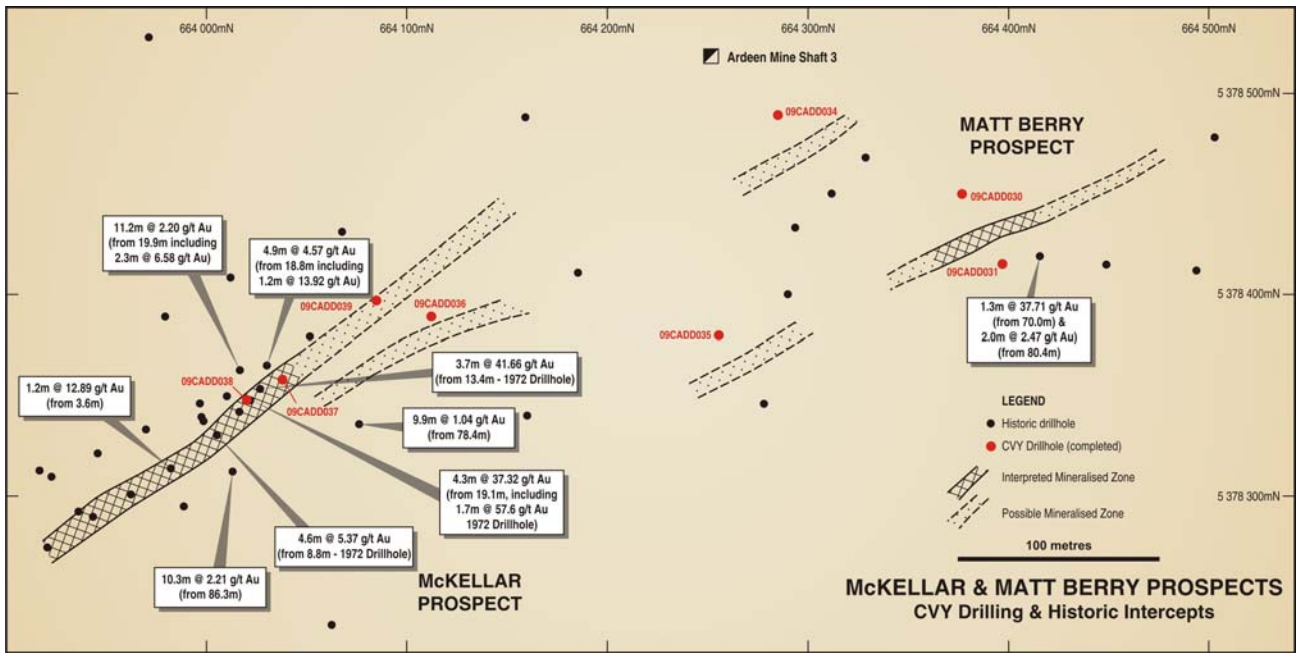 664 000mN
664 100mN
664 200mN
664 300mN
664 400mN
664 500mN
Ardeen Mine Shaft 3
5 378 500mN
09CADD034
MATT BERRY
PROSPECT
09CADD030
09CADD031
1.3m @ 37.71 g/t Au
(from 70.0m) &
2.0m @ 2.47 g/t Au)
(from 80.4m)
5 378 400mN
11.2m @ 2.20 g/t Au
(from 19.9m including
2.3m @ 6.58 g/t Au)
4.9m @ 4.57 g/t Au
(from 18.8m including
1.2m @ 13.92 g/t Au)
09CADD039
09CADD036
09CADD035
3.7m @ 41.66 g/t Au
(from 13.4m - 1972 Drillhole)
09CADD038
09CADD037
1.2m @ 12.89 g/t Au
(from 3.6m)
9.9m @ 1.04 g/t Au
(from 78.4m)
4.3m @ 37.32 g/t Au
(from 19.1m, including
1.7m @ 57.6 g/t Au
1972 Drillhole)
4.6m @ 5.37 g/t Au
(from 8.8m - 1972 Drillhole)
10.3m @ 2.21 g/t Au
(from 86.3m)
McKELLAR
PROSPECT
LEGEND
Historic drillhole
CVY Drillhole (completed)
Interpreted Mineralised Zone
5 378 300mN
Possible Mineralised Zone
100 metres
McKELLAR & MATT BERRY PROSPECTS
CVY Drilling & Historic Intercepts